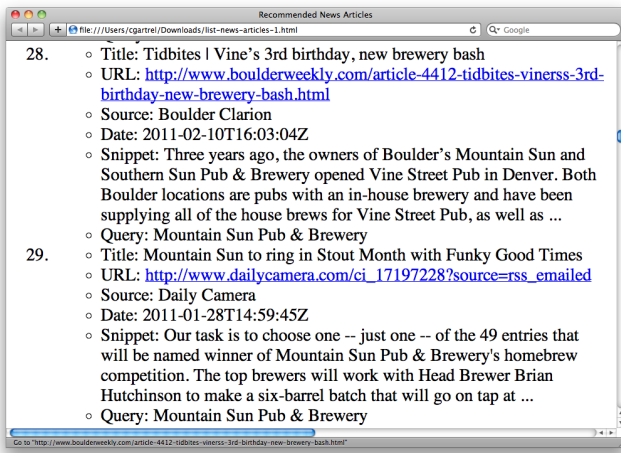 Recommended News Articles
file:///Users/cgartrel/Downloads/list-news-articles-1.html
Google
28.
Title: Tidbites | Vine's 3rd birthday, new brewery bash
URL: http://www.boulderweekly.com/article-4412-tidbites-vinerss-3rd-
birthday-new-brewery-bash.html
Source: Boulder Clarion
Date: 2011-02-10T16:03:04Z
Snippet: Three years ago, the owners of Boulder's Mountain Sun and
Southern Sun Pub & Brewery opened Vine Street Pub in Denver. Both
Boulder locations are pubs with an in-house brewery and have been
supplying all of the house brews for Vine Street Pub, as well as ...
Query: Mountain Sun Pub & Brewery
29.
Title: Mountain Sun to ring in Stout Month with Funky Good Times
URL: http://www.dailycamera.com/ci_17197228?source=rss_emailed
Source: Daily Camera
Date: 2011-01-28T14:59:45Z
Snippet: Our task is to choose one -- just one -- of the 49 entries that
will be named winner of Mountain Sun Pub & Brewery's homebrew
competition. The top brewers will work with Head Brewer Brian
Hutchinson to make a six-barrel batch that will go on tap at ...
Query: Mountain Sun Pub & Brewery
Go to "http://www.boulderweekly.com/article-4412-tidbites-vinerss-3rd-birthday-new-brewery-bash.html"